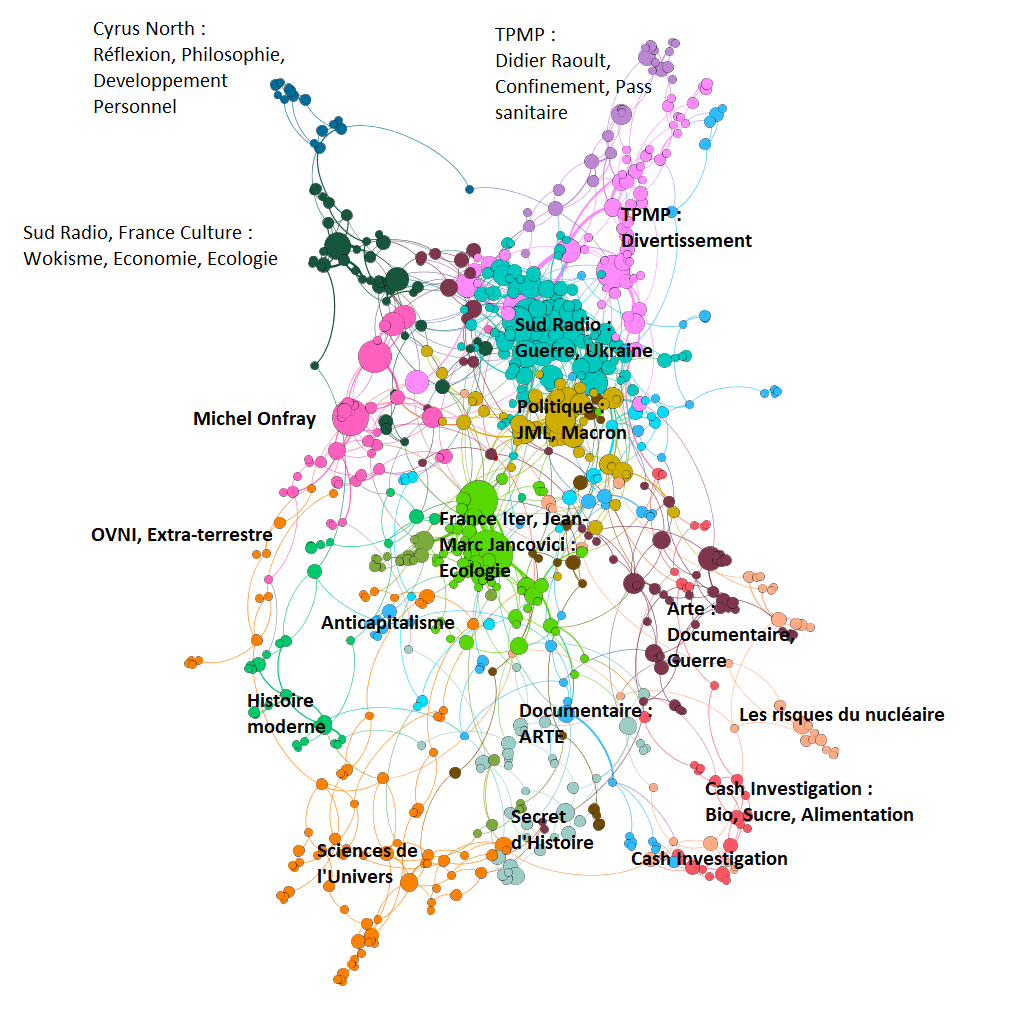 Cyrus North :
Réflexion, Philosophie,
Developpement
Personnel
TPMP :
Didier Raoult,
Confinement, Pass
sanitaire
TPMP :
Divertissement
Sud Radio, France Culture :
Wokisme, Economie, Ecologie
Sud Radio :
Guerre, Ukraine
Politique :
JML, Macron
Michel Onfray
France Iter, Jean-
Marc Jancovici :
Ecologie
OVNI, Extra-terrestre
Anticapitalisme
Arte :
Documentaire,
Guerre
Histoire
moderne
Documentaire :
ARTE
Les risques du nucléaire
Cash Investigation :
Bio, Sucre, Alimentation
Secret
d'Histoire
Cash Investigation
Sciences de
l'Univers